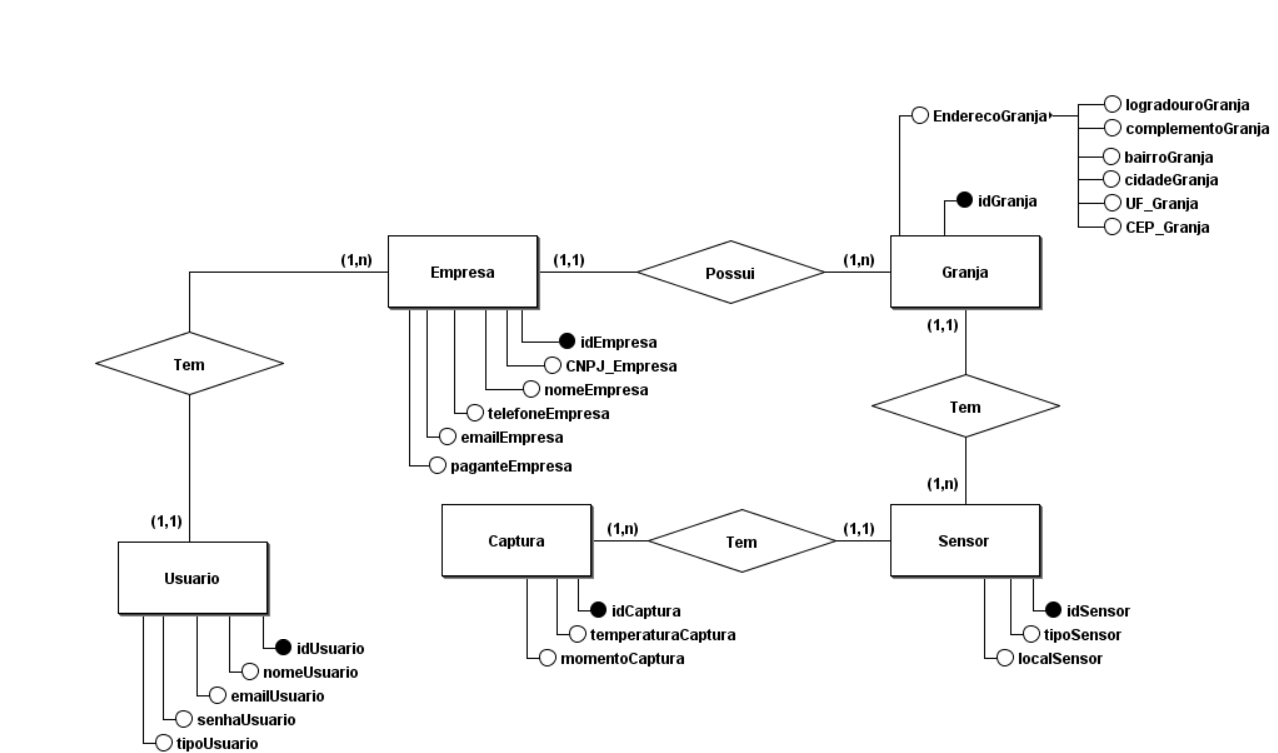 EnderecoGranja
logradouroGranja
complementoGranja
bairroGranja
cidadeGranja
UF_Granja
CEP_Granja
idGranja
(1,n)
Empresa
(1,1)
Possui
(1,n)
Granja
(1,1)
idEmpresa
CNPJ_Empresa
nomeEmpresa
telefoneEmpresa
emailEmpresa
paganteEmpresa
Tem
Tem
(1,n)
(1,1)
Captura
(1,n)
Tem
(1,1)
Sensor
Usuario
idCaptura
temperaturaCaptura
momentoCaptura
idSensor
tipoSensor
localSensor
idUsuario
nomeUsuario
emailUsuario
senhaUsuario
tipoUsuario